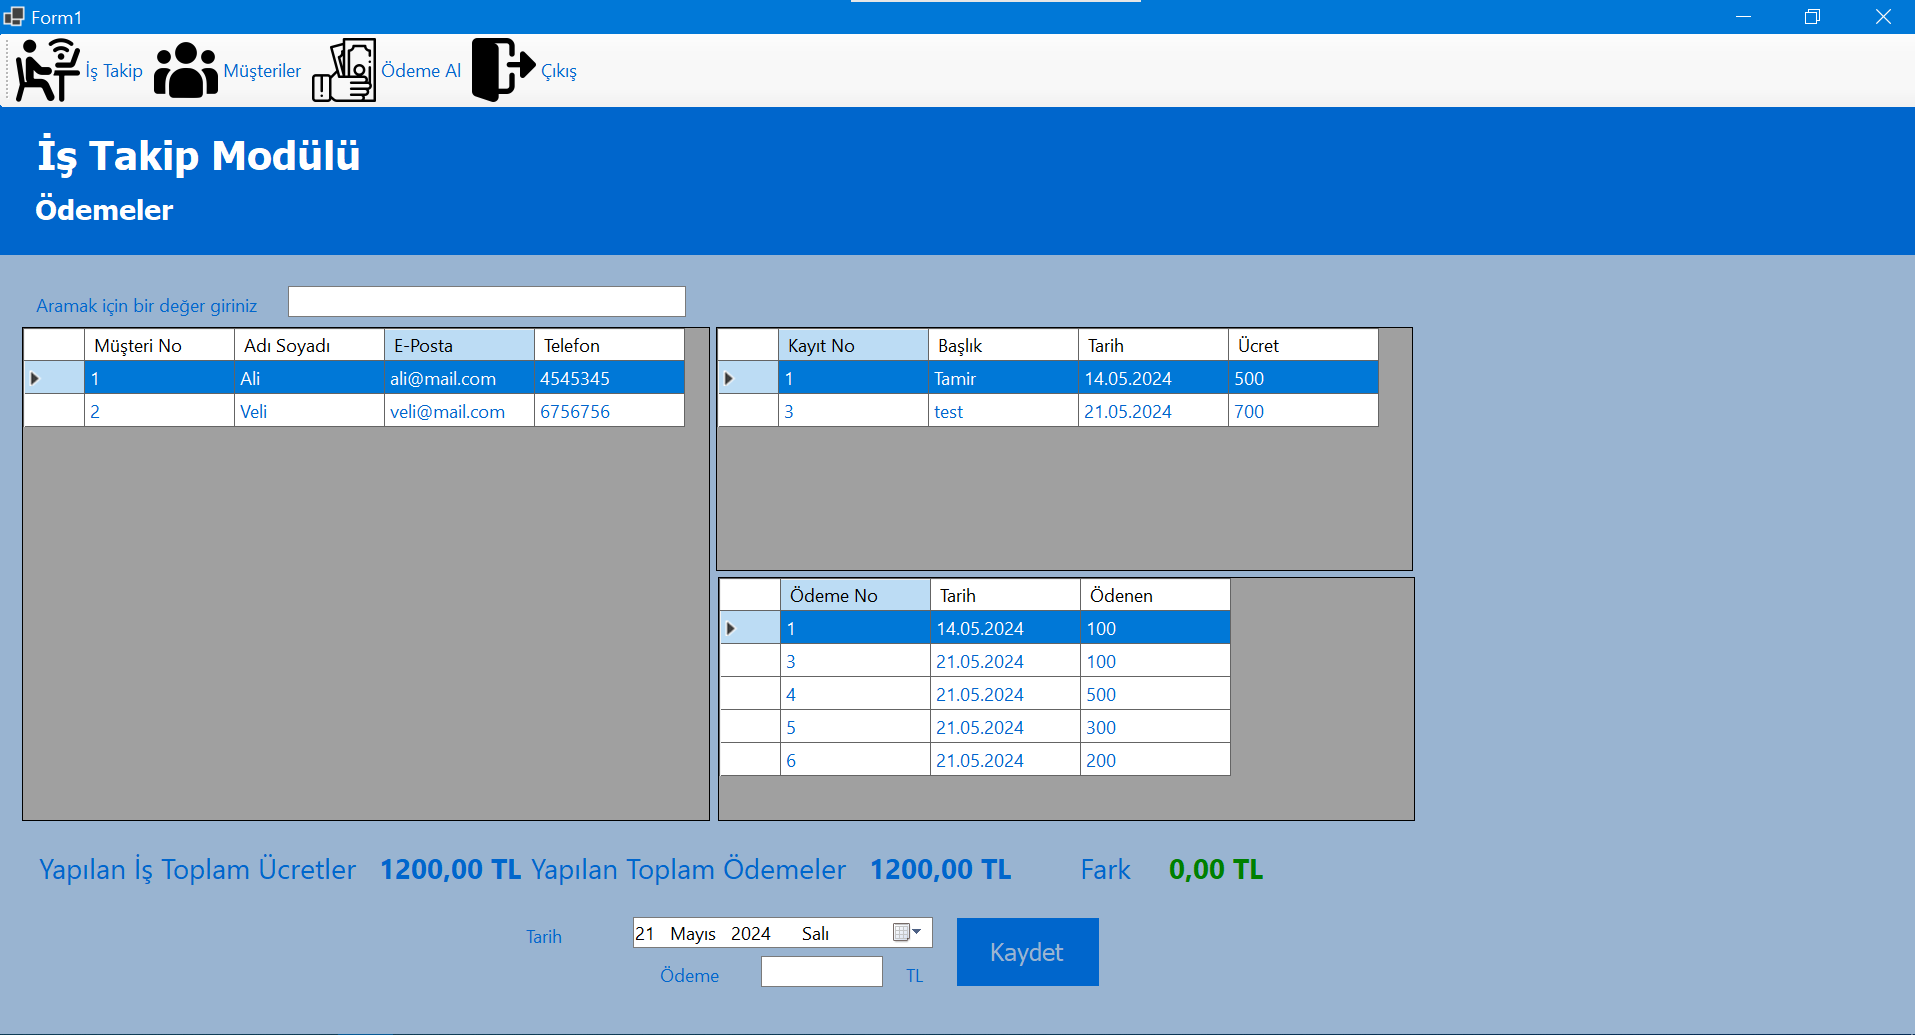 Form1
İş Takip Müşteriler Ödeme Al Çıkış
İş Takip Modülü
Ödemeler
Aramak için bir değer giriniz
Müşteri No Adı Soyadı E-Posta Telefon
1 Ali ali@mail.com 4545345
2 Veli veli@mail.com 6756756
Kayıt No Başlık Tarih Ücret
1 Tamir 14.05.2024 500
3 test 21.05.2024 700
Ödeme No Tarih Ödenen
1 14.05.2024 100
3 21.05.2024 100
4 21.05.2024 500
5 21.05.2024 300
6 21.05.2024 200
Yapılan İş Toplam Ücretler 1200,00 TL Yapılan Toplam Ödemeler 1200,00 TL Fark 0,00 TL
Tarih 21 Mayıs 2024 Salı
Ödeme TL
Kaydet